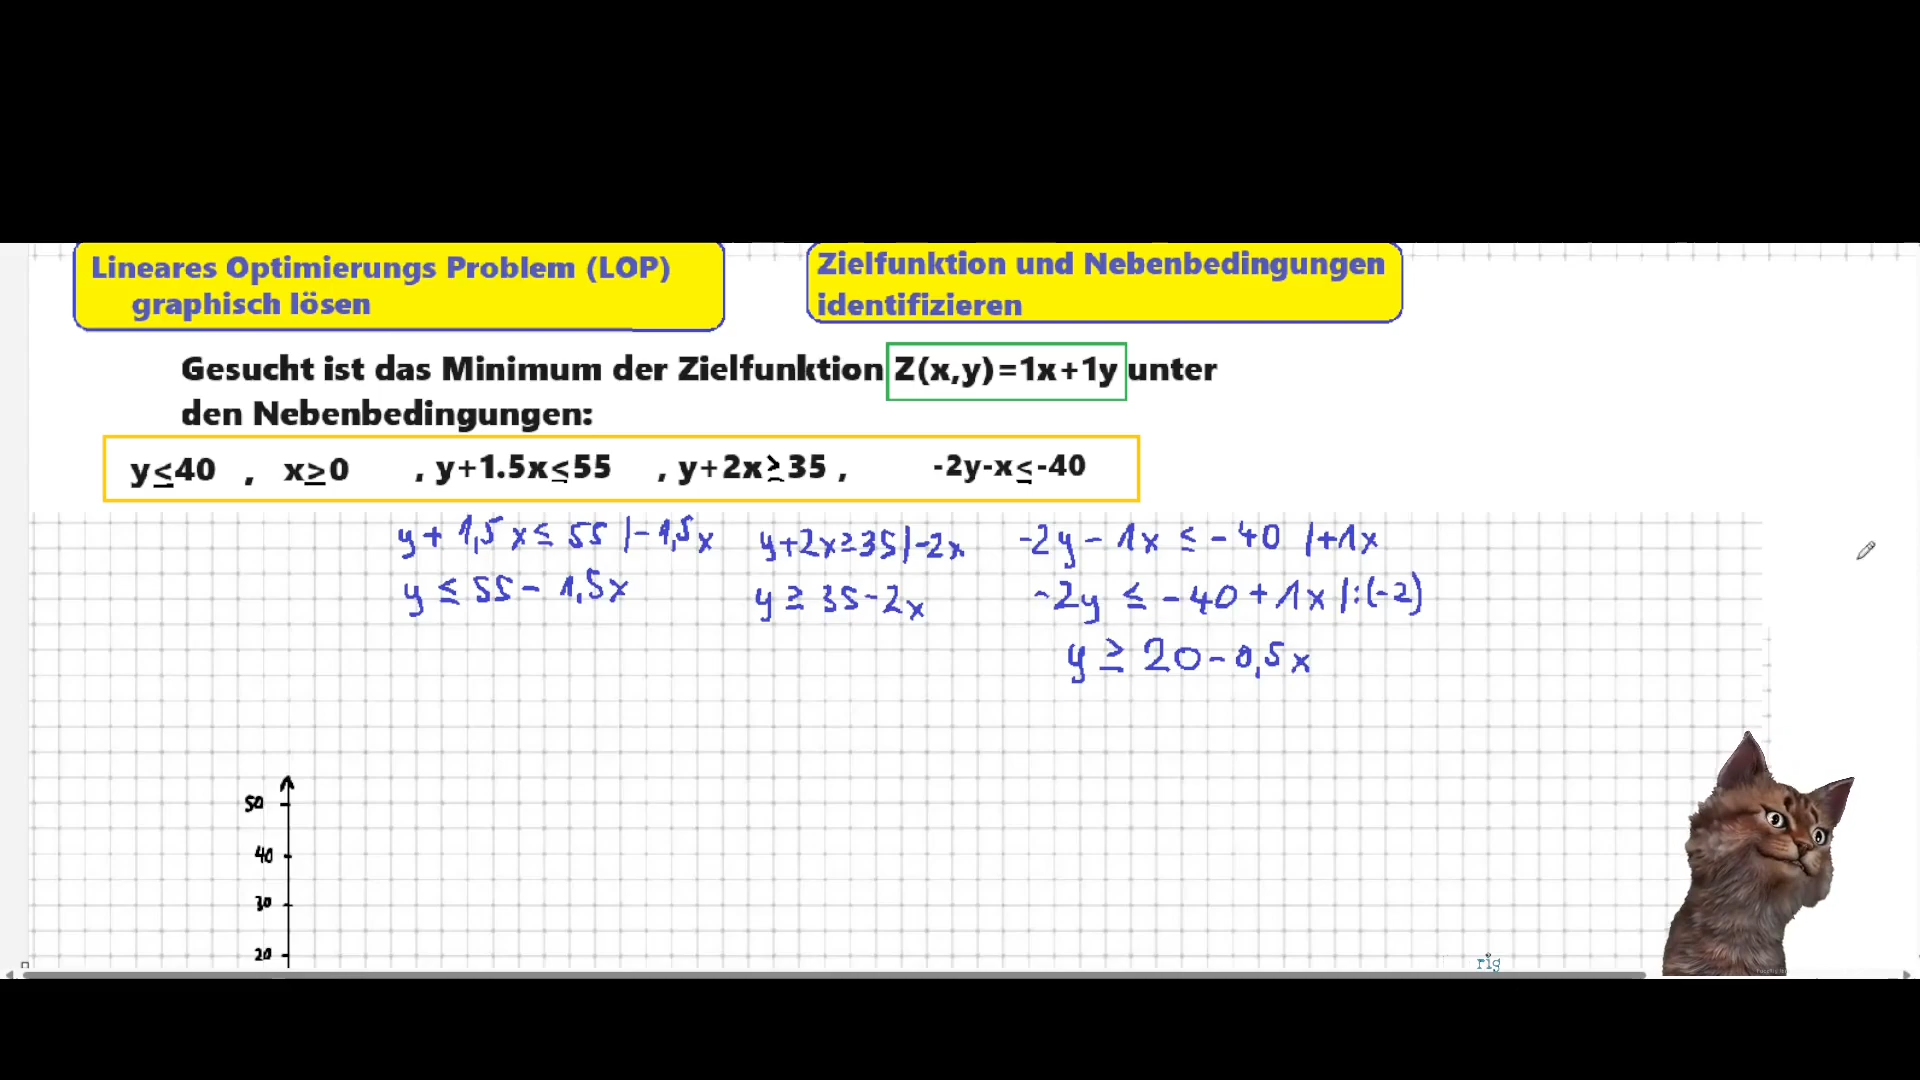 Lineares Optimierungs Problem (LOP)
graphisch lösen
Zielfunktion und Nebenbedingungen
identifizieren
Gesucht ist das Minimum der Zielfunktion Z(x,y)=1x+1y unter
den Nebenbedingungen:
y≤40 , x≥0 , y+1.5x≤55 , y+2x≥35 , -2y-x≤-40
y+ 1,5x ≤ 55 |-1,5x
y ≤ 55 - 1,5x
y+2x≥35|-2x
y ≥ 35-2x
-2y - 1x ≤ -40 |+1x
-2y ≤ -40 + 1x |:(-2)
y ≥ 20 - 0,5x
50
40
30
20
rig